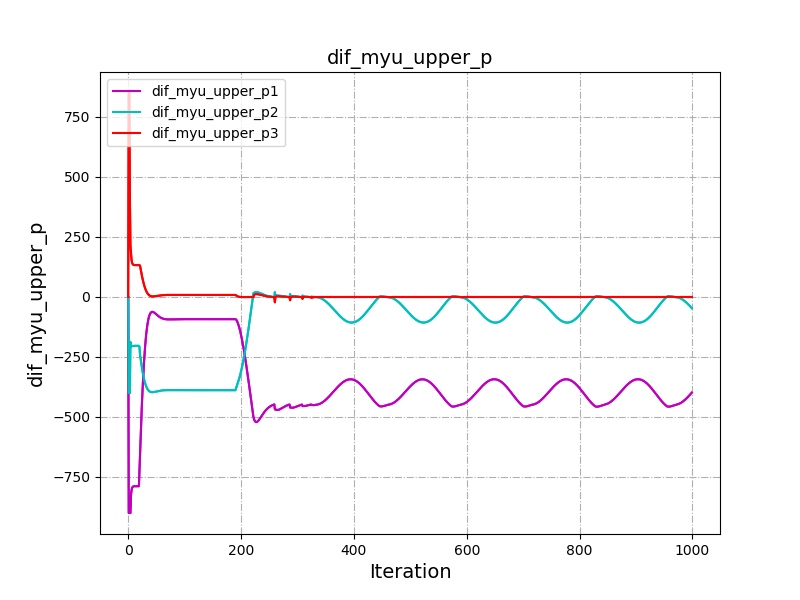 dif_myu_upper_p
dif_myu_upper_p1
dif_myu_upper_p2
dif_myu_upper_p3
dif_myu_upper_p
750
500
250
0
−250
−500
−750
0 200 400 600 800 1000
Iteration